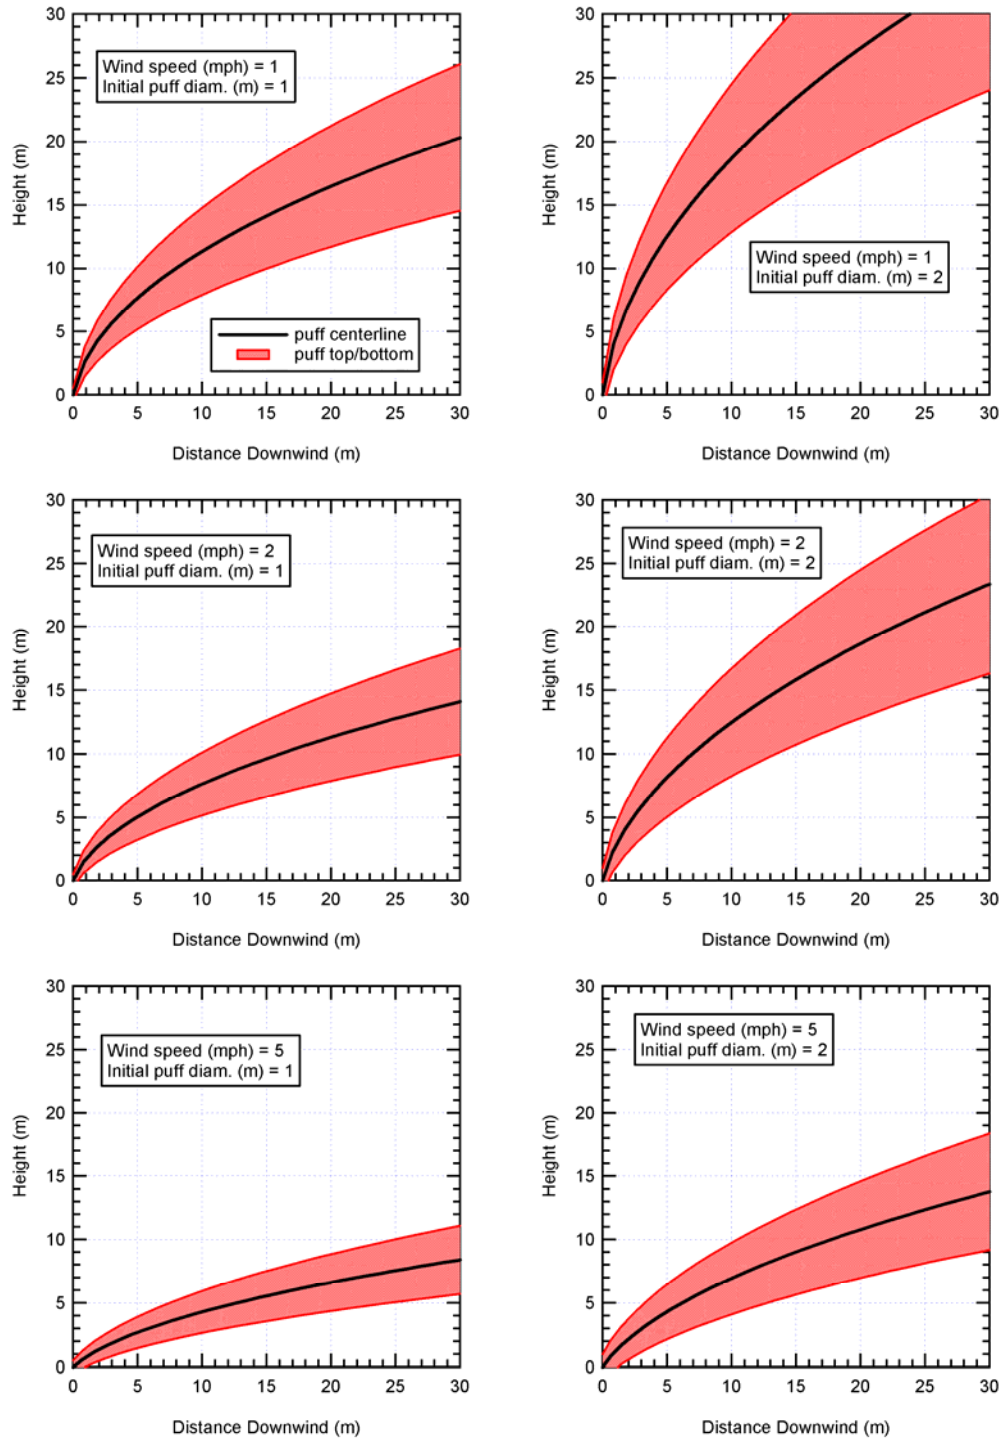 30
25
20
15
10
5
0
Height (m)
Wind speed (mph) = 1
Initial puff diam. (m) = 1
puff centerline
puff top/bottom
0 5 10 15 20 25 30
Distance Downwind (m)
30
25
20
15
10
5
0
Height (m)
Wind speed (mph) = 1
Initial puff diam. (m) = 2
0 5 10 15 20 25 30
Distance Downwind (m)
30
25
20
15
10
5
0
Height (m)
Wind speed (mph) = 2
Initial puff diam. (m) = 1
0 5 10 15 20 25 30
Distance Downwind (m)
30
25
20
15
10
5
0
Height (m)
Wind speed (mph) = 2
Initial puff diam. (m) = 2
0 5 10 15 20 25 30
Distance Downwind (m)
30
25
20
15
10
5
0
Height (m)
Wind speed (mph) = 5
Initial puff diam. (m) = 1
0 5 10 15 20 25 30
Distance Downwind (m)
30
25
20
15
10
5
0
Height (m)
Wind speed (mph) = 5
Initial puff diam. (m) = 2
0 5 10 15 20 25 30
Distance Downwind (m)